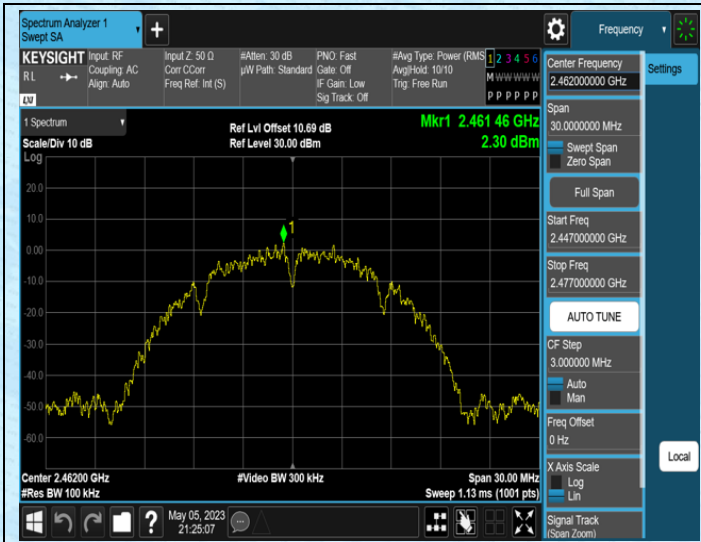 Spectrum Analyzer 1
Swept SA
Frequency
KEYSIGHT
R L
LXI
Input: RF
Coupling: AC
Align: Auto
Input Z: 50 Ω
Corr CCorr
Freq Ref: Int (S)
#Atten: 30 dB
µW Path: Standard
PNO: Fast
Gate: Off
IF Gain: Low
Sig Track: Off
#Avg Type: Power (RMS
Avg|Hold: 10/10
Trig: Free Run
1 2 3 4 5 6
M W W W W W
P P P P P P
1 Spectrum
Scale/Div 10 dB
Log
Ref Lvl Offset 10.69 dB
Ref Level 30.00 dBm
Mkr1 2.461 46 GHz
2.30 dBm
20.0
10.0
0.00
-10.0
-20.0
-30.0
-40.0
-50.0
-60.0
1
Center 2.46200 GHz
#Res BW 100 kHz
#Video BW 300 kHz
Span 30.00 MHz
Sweep 1.13 ms (1001 pts)
May 05, 2023
21:25:07
?
Center Frequency
2.462000000 GHz
Span
30.0000000 MHz
Swept Span
Zero Span
Full Span
Start Freq
2.447000000 GHz
Stop Freq
2.477000000 GHz
AUTO TUNE
CF Step
3.000000 MHz
Auto
Man
Freq Offset
0 Hz
X Axis Scale
Log
Lin
Signal Track
(Span Zoom)
Settings
Local